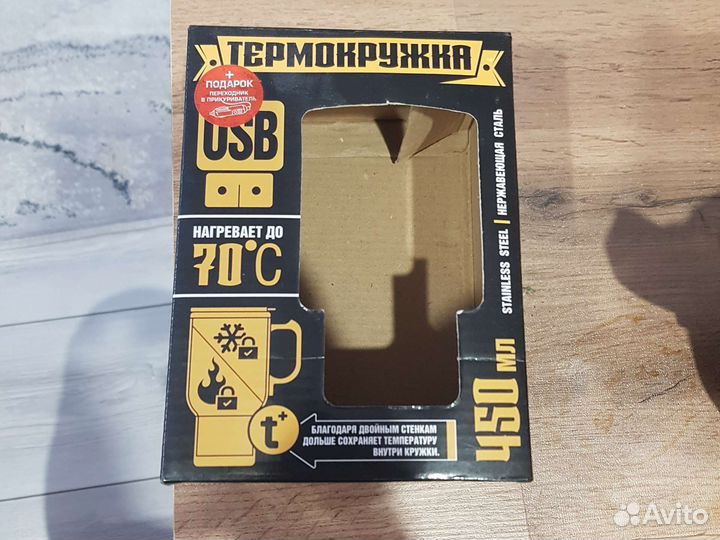 ТЕРМОКРУЖКА
+
ПОДАРОК
ПЕРЕХОДНИК
В ПРИКУРИВАТЕЛЬ
USB
НАГРЕВАЕТ ДО
70°C
STAINLESS STEEL | НЕРЖАВЕЮЩАЯ СТАЛЬ
450 МЛ
t+
БЛАГОДАРЯ ДВОЙНЫМ СТЕНКАМ
ДОЛЬШЕ СОХРАНЯЕТ ТЕМПЕРАТУРУ
ВНУТРИ КРУЖКИ.
Avito